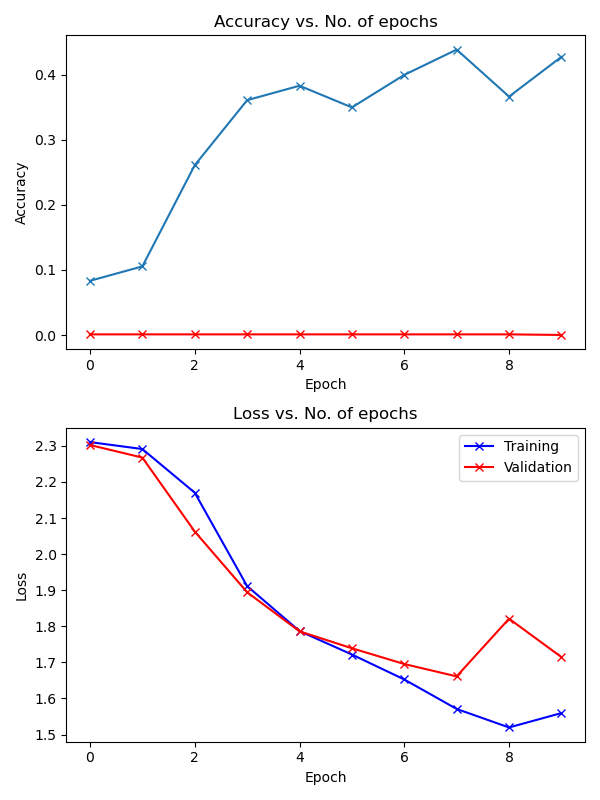 Accuracy vs. No. of epochs
Accuracy
0.4
0.3
0.2
0.1
0.0
0 2 4 6 8
Epoch
Loss vs. No. of epochs
Loss
2.3
2.2
2.1
2.0
1.9
1.8
1.7
1.6
1.5
Training
Validation
0 2 4 6 8
Epoch